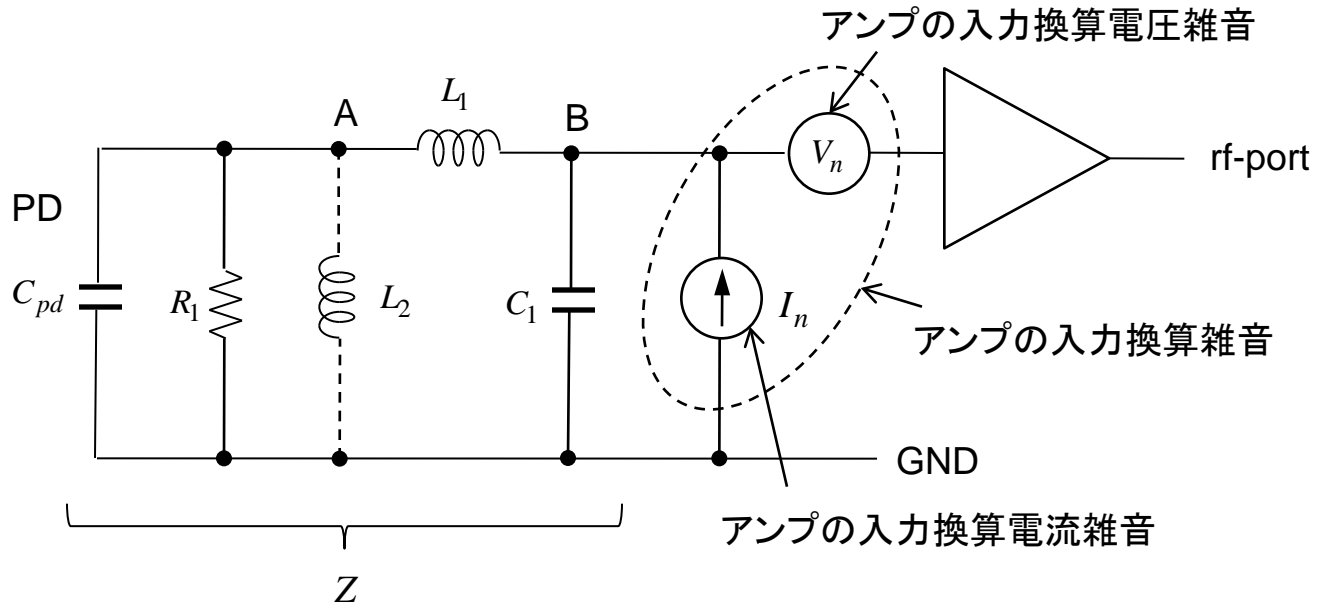 アンプの入力換算電圧雑音
L1
A
B
Vn
rf-port
PD
Cpd
R1
L2
C1
In
アンプの入力換算雑音
GND
アンプの入力換算電流雑音
Z